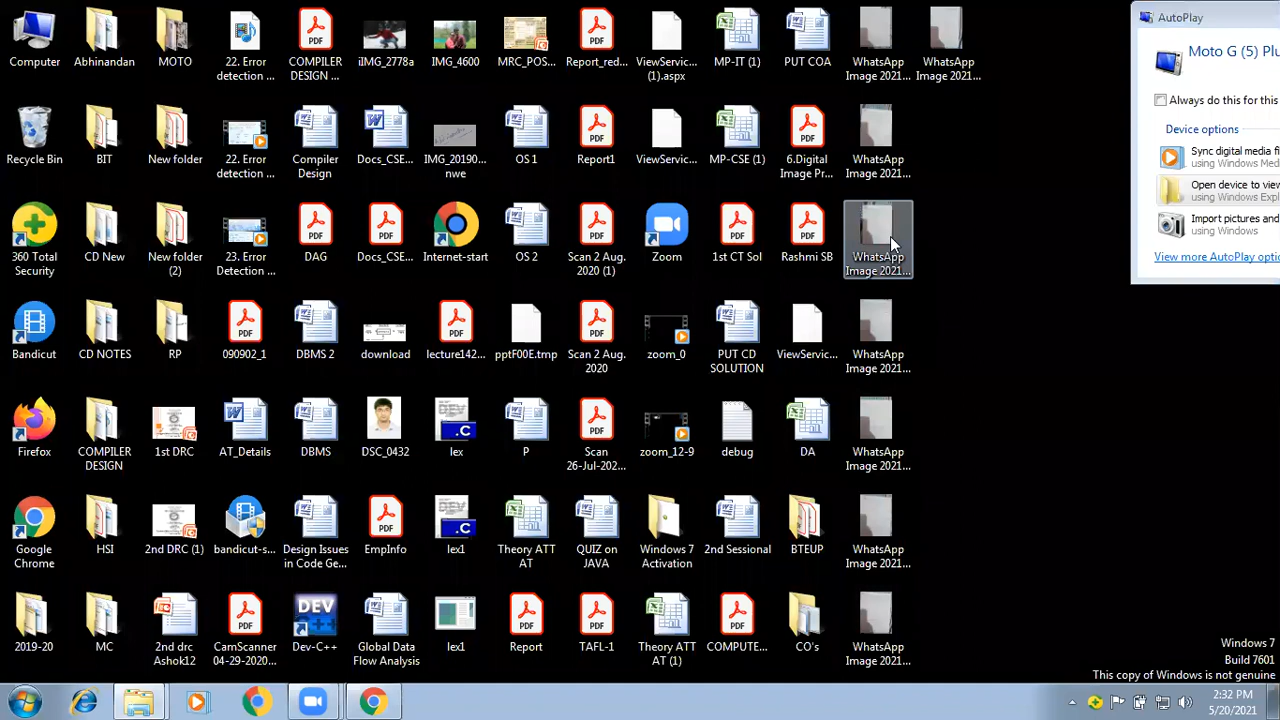 Computer
Abhinandan
MOTO
22. Error
detection ...
COMPILER
DESIGN ...
iIMG_2778a
IMG_4600
MRC_POS...
Report_red...
ViewServic...
(1).aspx
MP-IT (1)
PUT COA
WhatsApp
Image 2021...
WhatsApp
Image 2021...
Recycle Bin
BIT
New folder
22. Error
detection ...
Compiler
Design
Docs_CSE...
IMG_20190...
nwe
OS 1
Report1
ViewServic...
MP-CSE (1)
6.Digital
Image Pr...
WhatsApp
Image 2021...
360 Total
Security
CD New
New folder
(2)
23. Error
Detection ...
DAG
Docs_CSE...
Internet-start
OS 2
Scan 2 Aug.
2020 (1)
Zoom
1st CT Sol
Rashmi SB
WhatsApp
Image 2021...
Bandicut
CD NOTES
RP
090902_1
DBMS 2
download
lecture142...
pptF00E.tmp
Scan 2 Aug.
2020
zoom_0
PUT CD
SOLUTION
ViewServic...
WhatsApp
Image 2021...
Firefox
COMPILER
DESIGN
1st DRC
AT_Details
DBMS
DSC_0432
lex
P
Scan
26-Jul-202...
zoom_12-9
debug
DA
WhatsApp
Image 2021...
Google
Chrome
HSI
2nd DRC (1)
bandicut-s...
Design Issues
in Code Ge...
EmpInfo
lex1
Theory ATT
AT
QUIZ on
JAVA
Windows 7
Activation
2nd Sessional
BTEUP
WhatsApp
Image 2021...
2019-20
MC
2nd drc
Ashok12
CamScanner
04-29-2020...
Dev-C++
Global Data
Flow Analysis
lex1
Report
TAFL-1
Theory ATT
AT (1)
COMPUTE...
CO's
WhatsApp
Image 2021...
AutoPlay
Moto G (5) Plu
Always do this for this
Device options
Sync digital media fi
using Windows Med
Open device to view
using Windows Expl
Import pictures and
using Windows
View more AutoPlay optio
Windows 7
Build 7601
This copy of Windows is not genuine
2:32 PM
5/20/2021